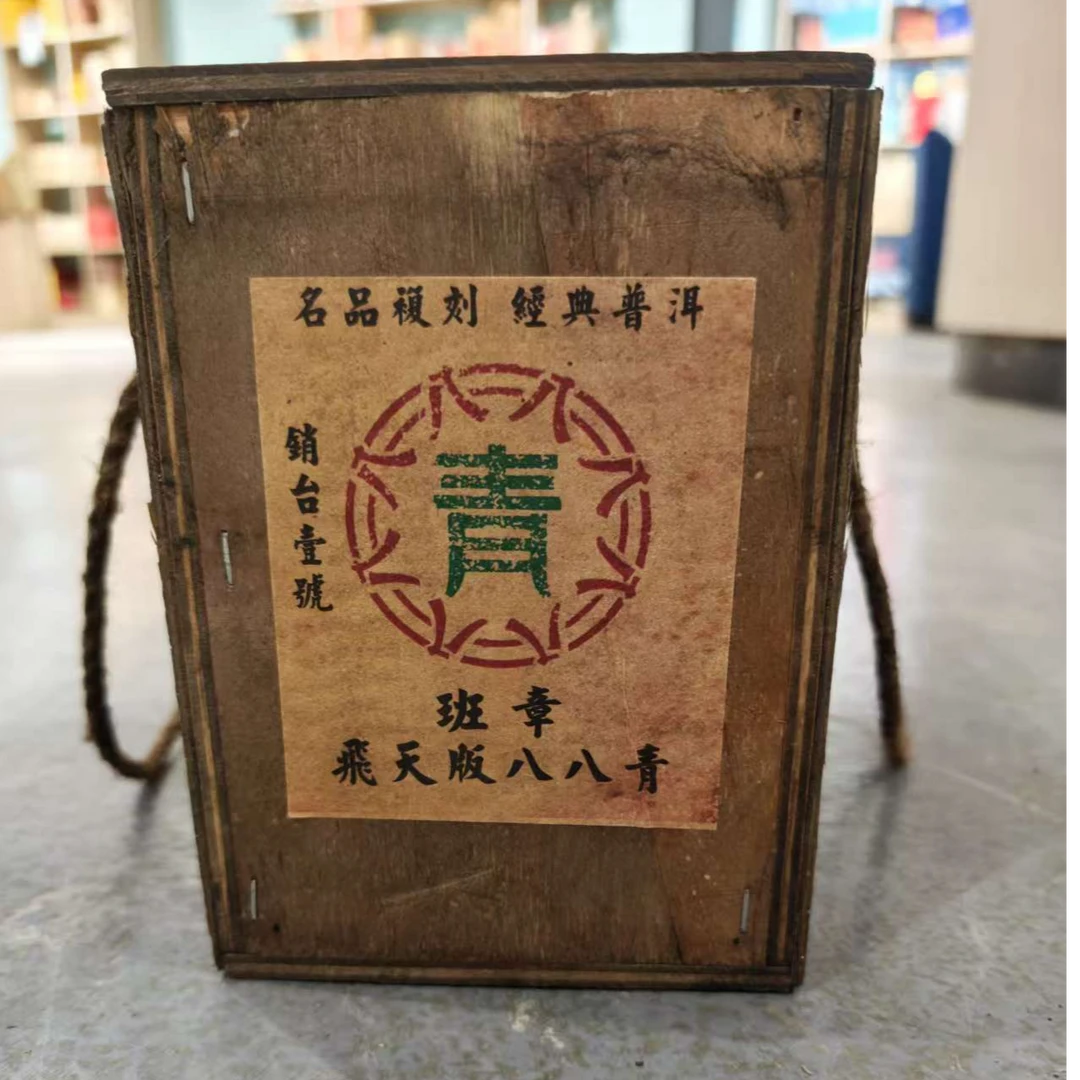 名品複刻 經典普洱
銷台壹號
青
班章
飛天版八八青